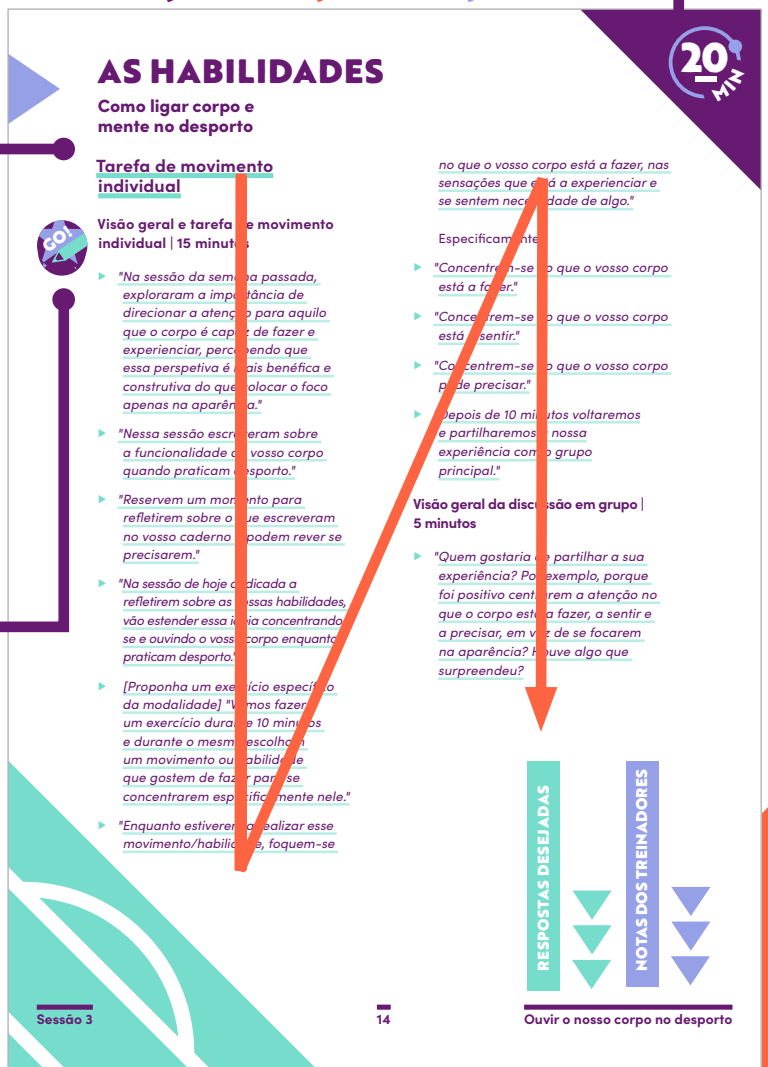 20
MIN
AS HABILIDADES
Como ligar corpo e
mente no desporto
Tarefa de movimento
individual
GO!
Visão geral e tarefa de movimento
individual | 15 minutos
"Na sessão da semana passada,
exploraram a importância de
direcionar a atenção para aquilo
que o corpo é capaz de fazer e
experienciar, percebendo que
essa perspetiva é mais benéfica e
construtiva do que colocar o foco
apenas na aparência."
"Nessa sessão escreveram sobre
a funcionalidade do vosso corpo
quando praticam desporto."
"Reservem um momento para
refletirem sobre o que escreveram
no vosso caderno podem rever se
precisarem."
"Na sessão de hoje dedicada a
refletirem sobre as vossas habilidades,
vão estender essa ideia concentrando
se e ouvindo o vosso corpo enquanto
praticam desporto."
[Proponha um exercício específico
da modalidade] "Vamos fazer
um exercício durante 10 minutos
e durante o mesmo escolham
um movimento ou habilidade
que gostem de fazer para se
concentrarem especificamente nele."
"Enquanto estiverem a realizar esse
movimento/habilidade, foquem-se
no que o vosso corpo está a fazer, nas
sensações que está a experienciar e
se sentem necessidade de algo."
Especificamente
"Concentrem-se no que o vosso corpo
está a fazer."
"Concentrem-se no que o vosso corpo
está a sentir."
"Concentrem-se no que o vosso corpo
pode precisar."
Depois de 10 minutos voltaremos
e partilharemos a nossa
experiência com o grupo
principal."
Visão geral da discussão em grupo |
5 minutos
"Quem gostaria de partilhar a sua
experiência? Por exemplo, porque
foi positivo centrarem a atenção no
que o corpo está a fazer, a sentir e
a precisar, em vez de se focarem
na aparência? Houve algo que
surpreendeu?
RESPOSTAS DESEJADAS
NOTAS DOS TREINADORES
Sessão 3
14
Ouvir o nosso corpo no desporto